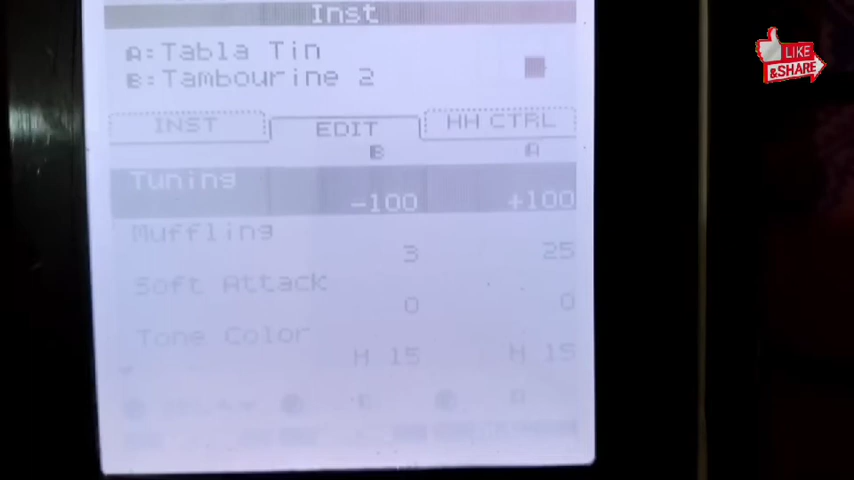 Inst
A:Tabla Tin
B:Tambourine 2
INST EDIT HH CTRL
B A
Tuning
-100 +100
Muffling
3 25
Soft Attack
0 0
Tone Color
H 15 H 15
LIKE
&SHARE